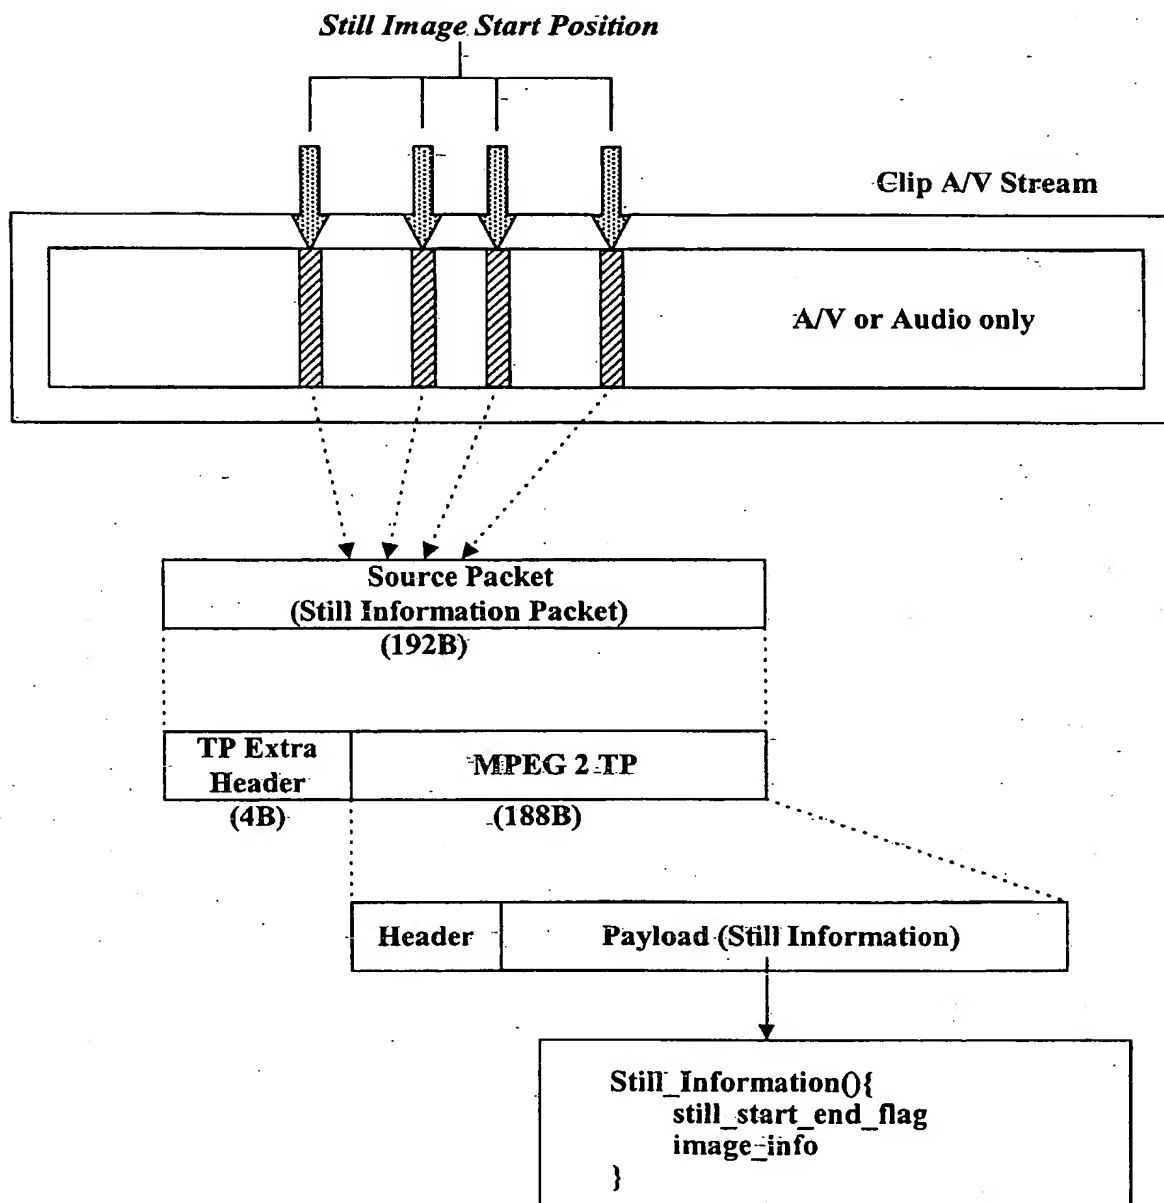 Still Image Start Position
Clip A/V Stream
A/V or Audio only
Source Packet
(Still Information Packet)
(192B)
TP Extra
Header
MPEG 2 TP
(4B)
(188B)
Header
Payload (Still Information)
Still_Information(){
still_start_end_flag
image_info
}